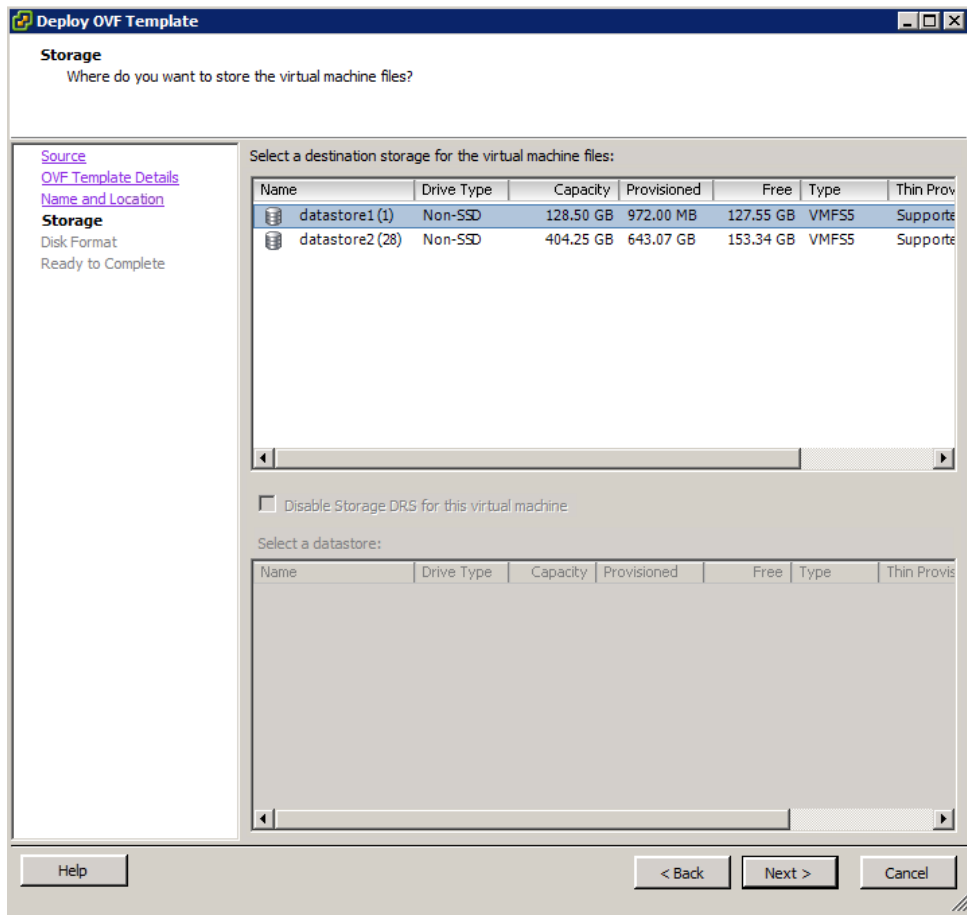 Deploy OVF Template
Storage
Where do you want to store the virtual machine files?
Source
OVF Template Details
Name and Location
Storage
Disk Format
Ready to Complete
Select a destination storage for the virtual machine files:
Name Drive Type Capacity Provisioned Free Type Thin Prov
datastore1 (1) Non-SSD 128.50 GB 972.00 MB 127.55 GB VMFS5 Supporte
datastore2 (28) Non-SSD 404.25 GB 643.07 GB 153.34 GB VMFS5 Supporte
Disable Storage DRS for this virtual machine
Select a datastore:
Name Drive Type Capacity Provisioned Free Type Thin Provis
Help < Back Next > Cancel